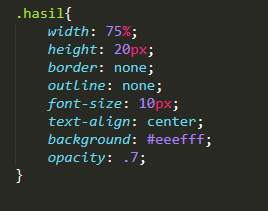 .hasil{
width: 75%;
height: 20px;
border: none;
outline: none;
font-size: 10px;
text-align: center;
background: #eeefff;
opacity: .7;
}